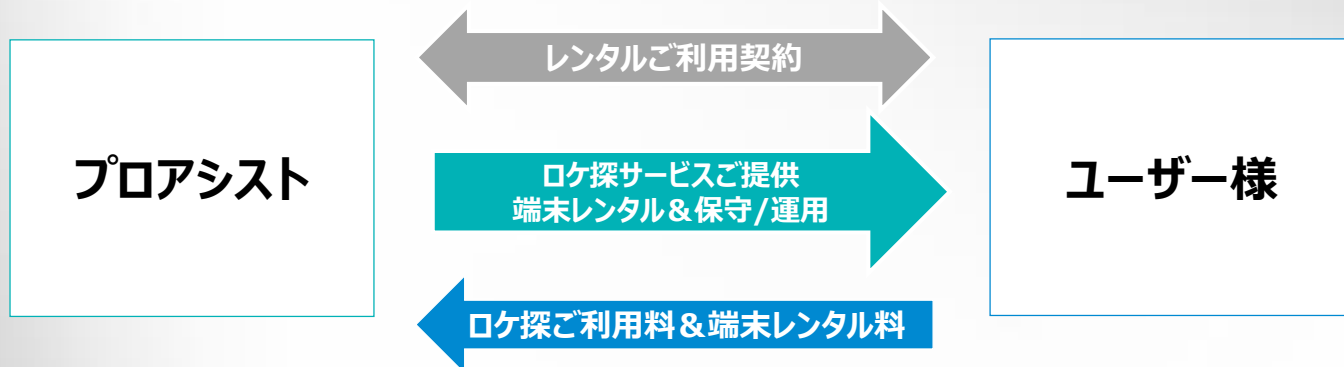 レンタルご利用契約
プロアシスト
ロケ探サービスご提供
端末レンタル＆保守/運用
ユーザー様
ロケ探ご利用料＆端末レンタル料